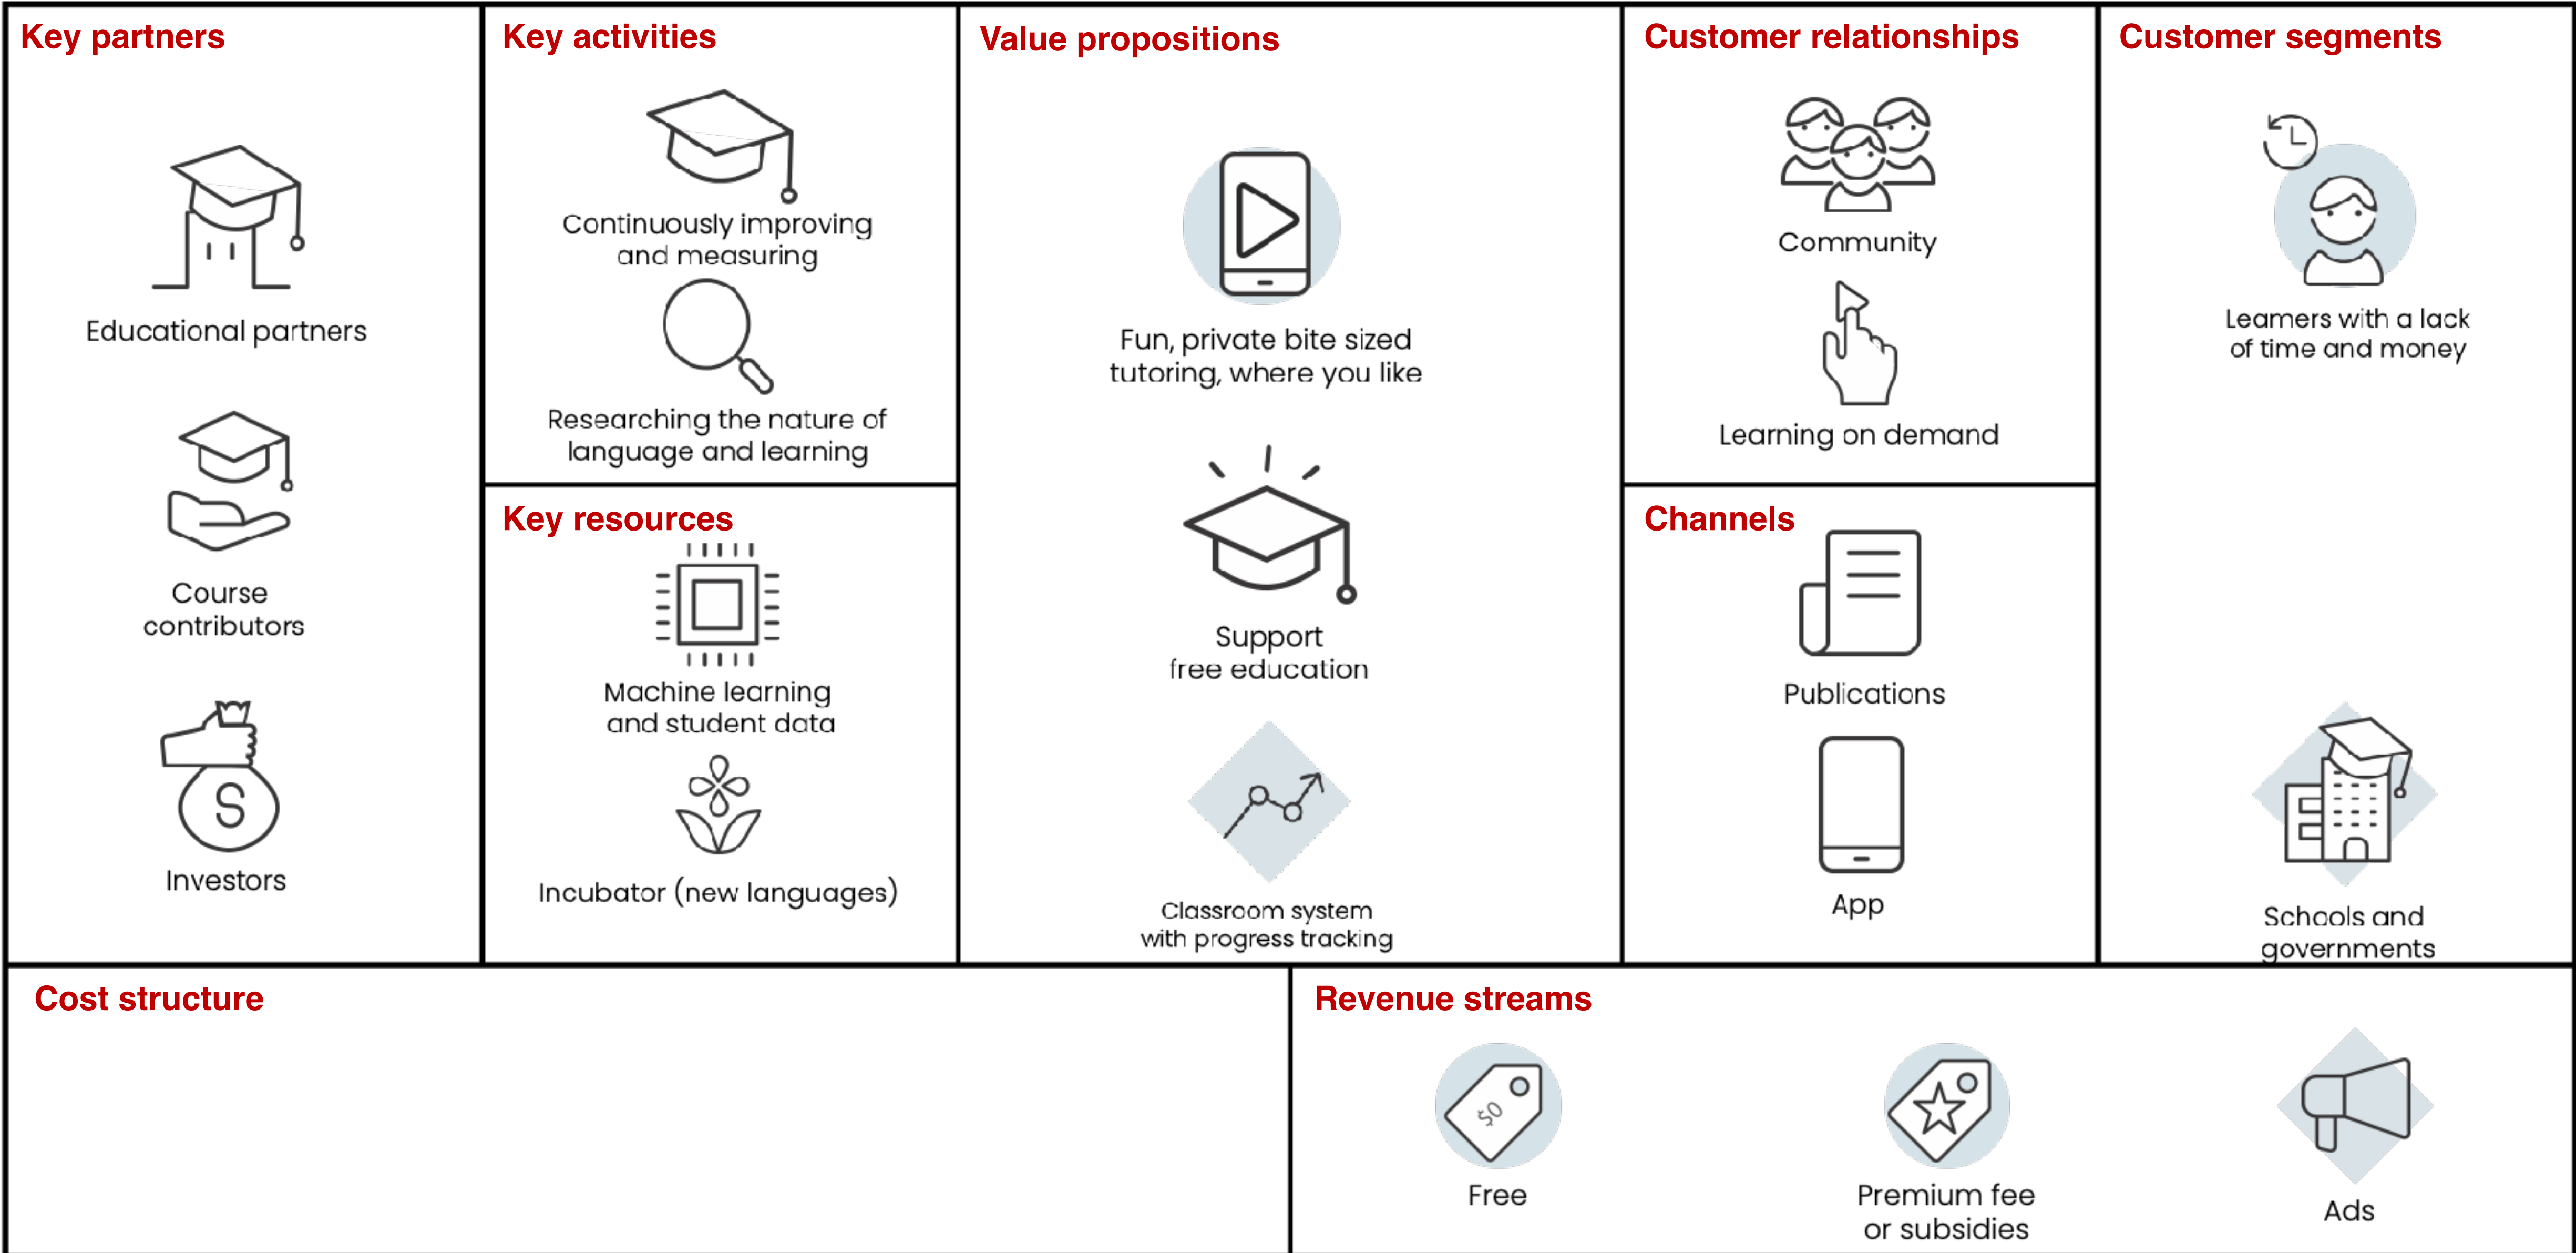 Key partners
Educational partners
Course
contributors
Investors
Key activities
Continuously improving
and measuring
Researching the nature of
language and learning
Key resources
Machine learning
and student data
Incubator (new languages)
Value propositions
Fun, private bite sized
tutoring, where you like
Support
free education
Classroom system
with progress tracking
Customer relationships
Community
Learning on demand
Channels
Publications
App
Customer segments
Learners with a lack
of time and money
Schools and
governments
Cost structure
Revenue streams
$0
Free
Premium fee
or subsidies
Ads